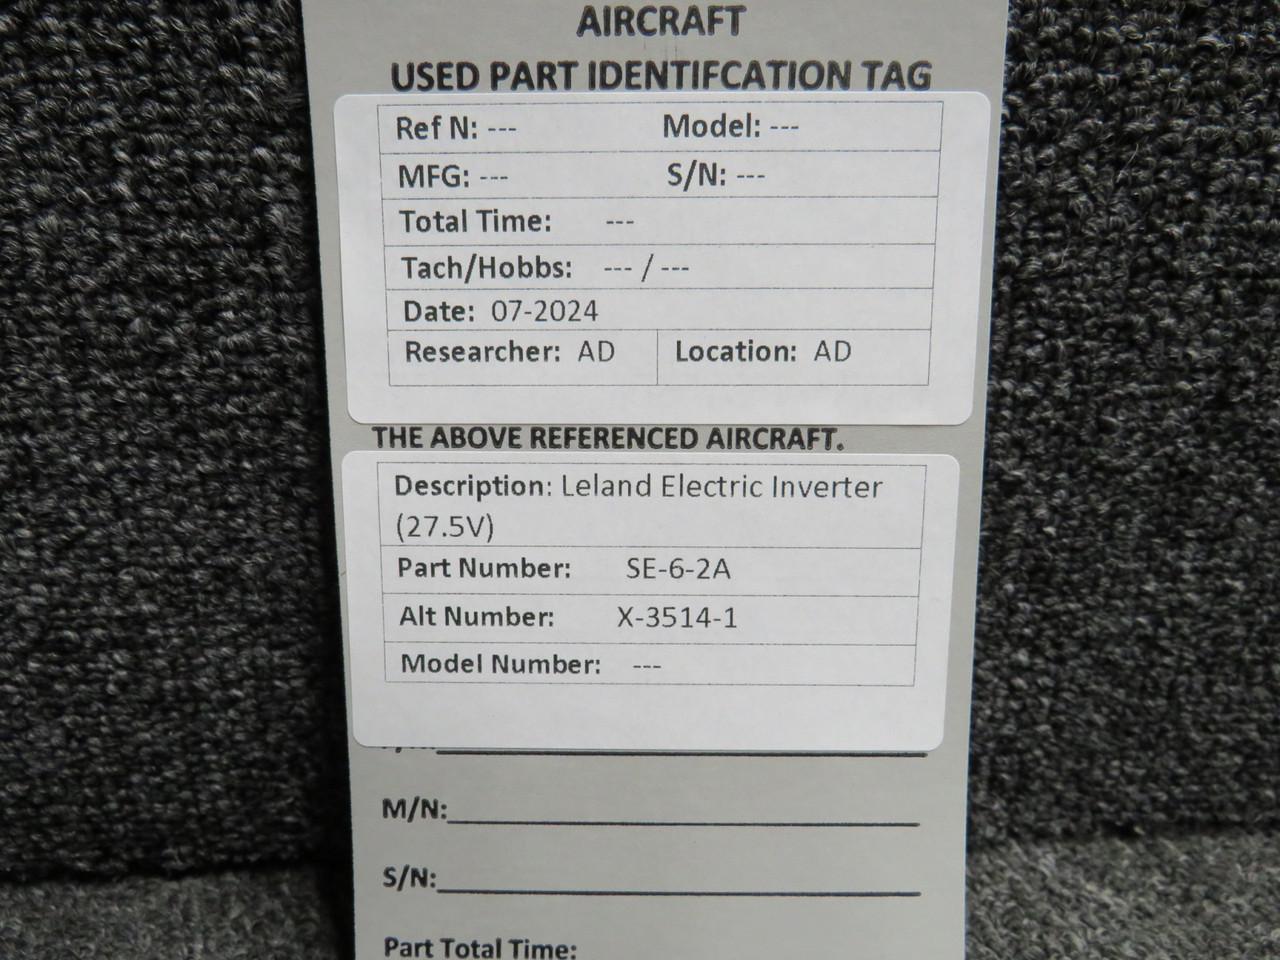 AIRCRAFT
USED PART IDENTIFCATION TAG
Ref N: --- Model: ---
MFG: --- S/N: ---
Total Time: ---
Tach/Hobbs: --- / ---
Date: 07-2024
Researcher: AD Location: AD
THE ABOVE REFERENCED AIRCRAFT.
Description: Leland Electric Inverter
(27.5V)
Part Number: SE-6-2A
Alt Number: X-3514-1
Model Number: ---
M/N:
S/N:
Part Total Time: